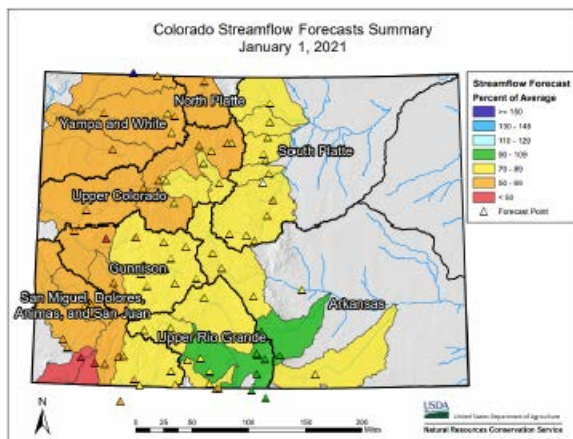 Colorado Streamflow Forecasts Summary
January 1, 2021
Streamflow Forecast
Percent of Average
>= 150
130 - 149
110 - 129
90 - 109
70 - 89
50 - 69
< 50
Forecast Point
North Platte
Yampa and White
South Platte
Upper Colorado
Gunnison
San Miguel, Dolores,
Animas, and San Juan
Arkansas
Upper Rio Grande
N
0
50
100
150
200
Miles
USDA
United States Department of Agriculture
Natural Resources Conservation Service